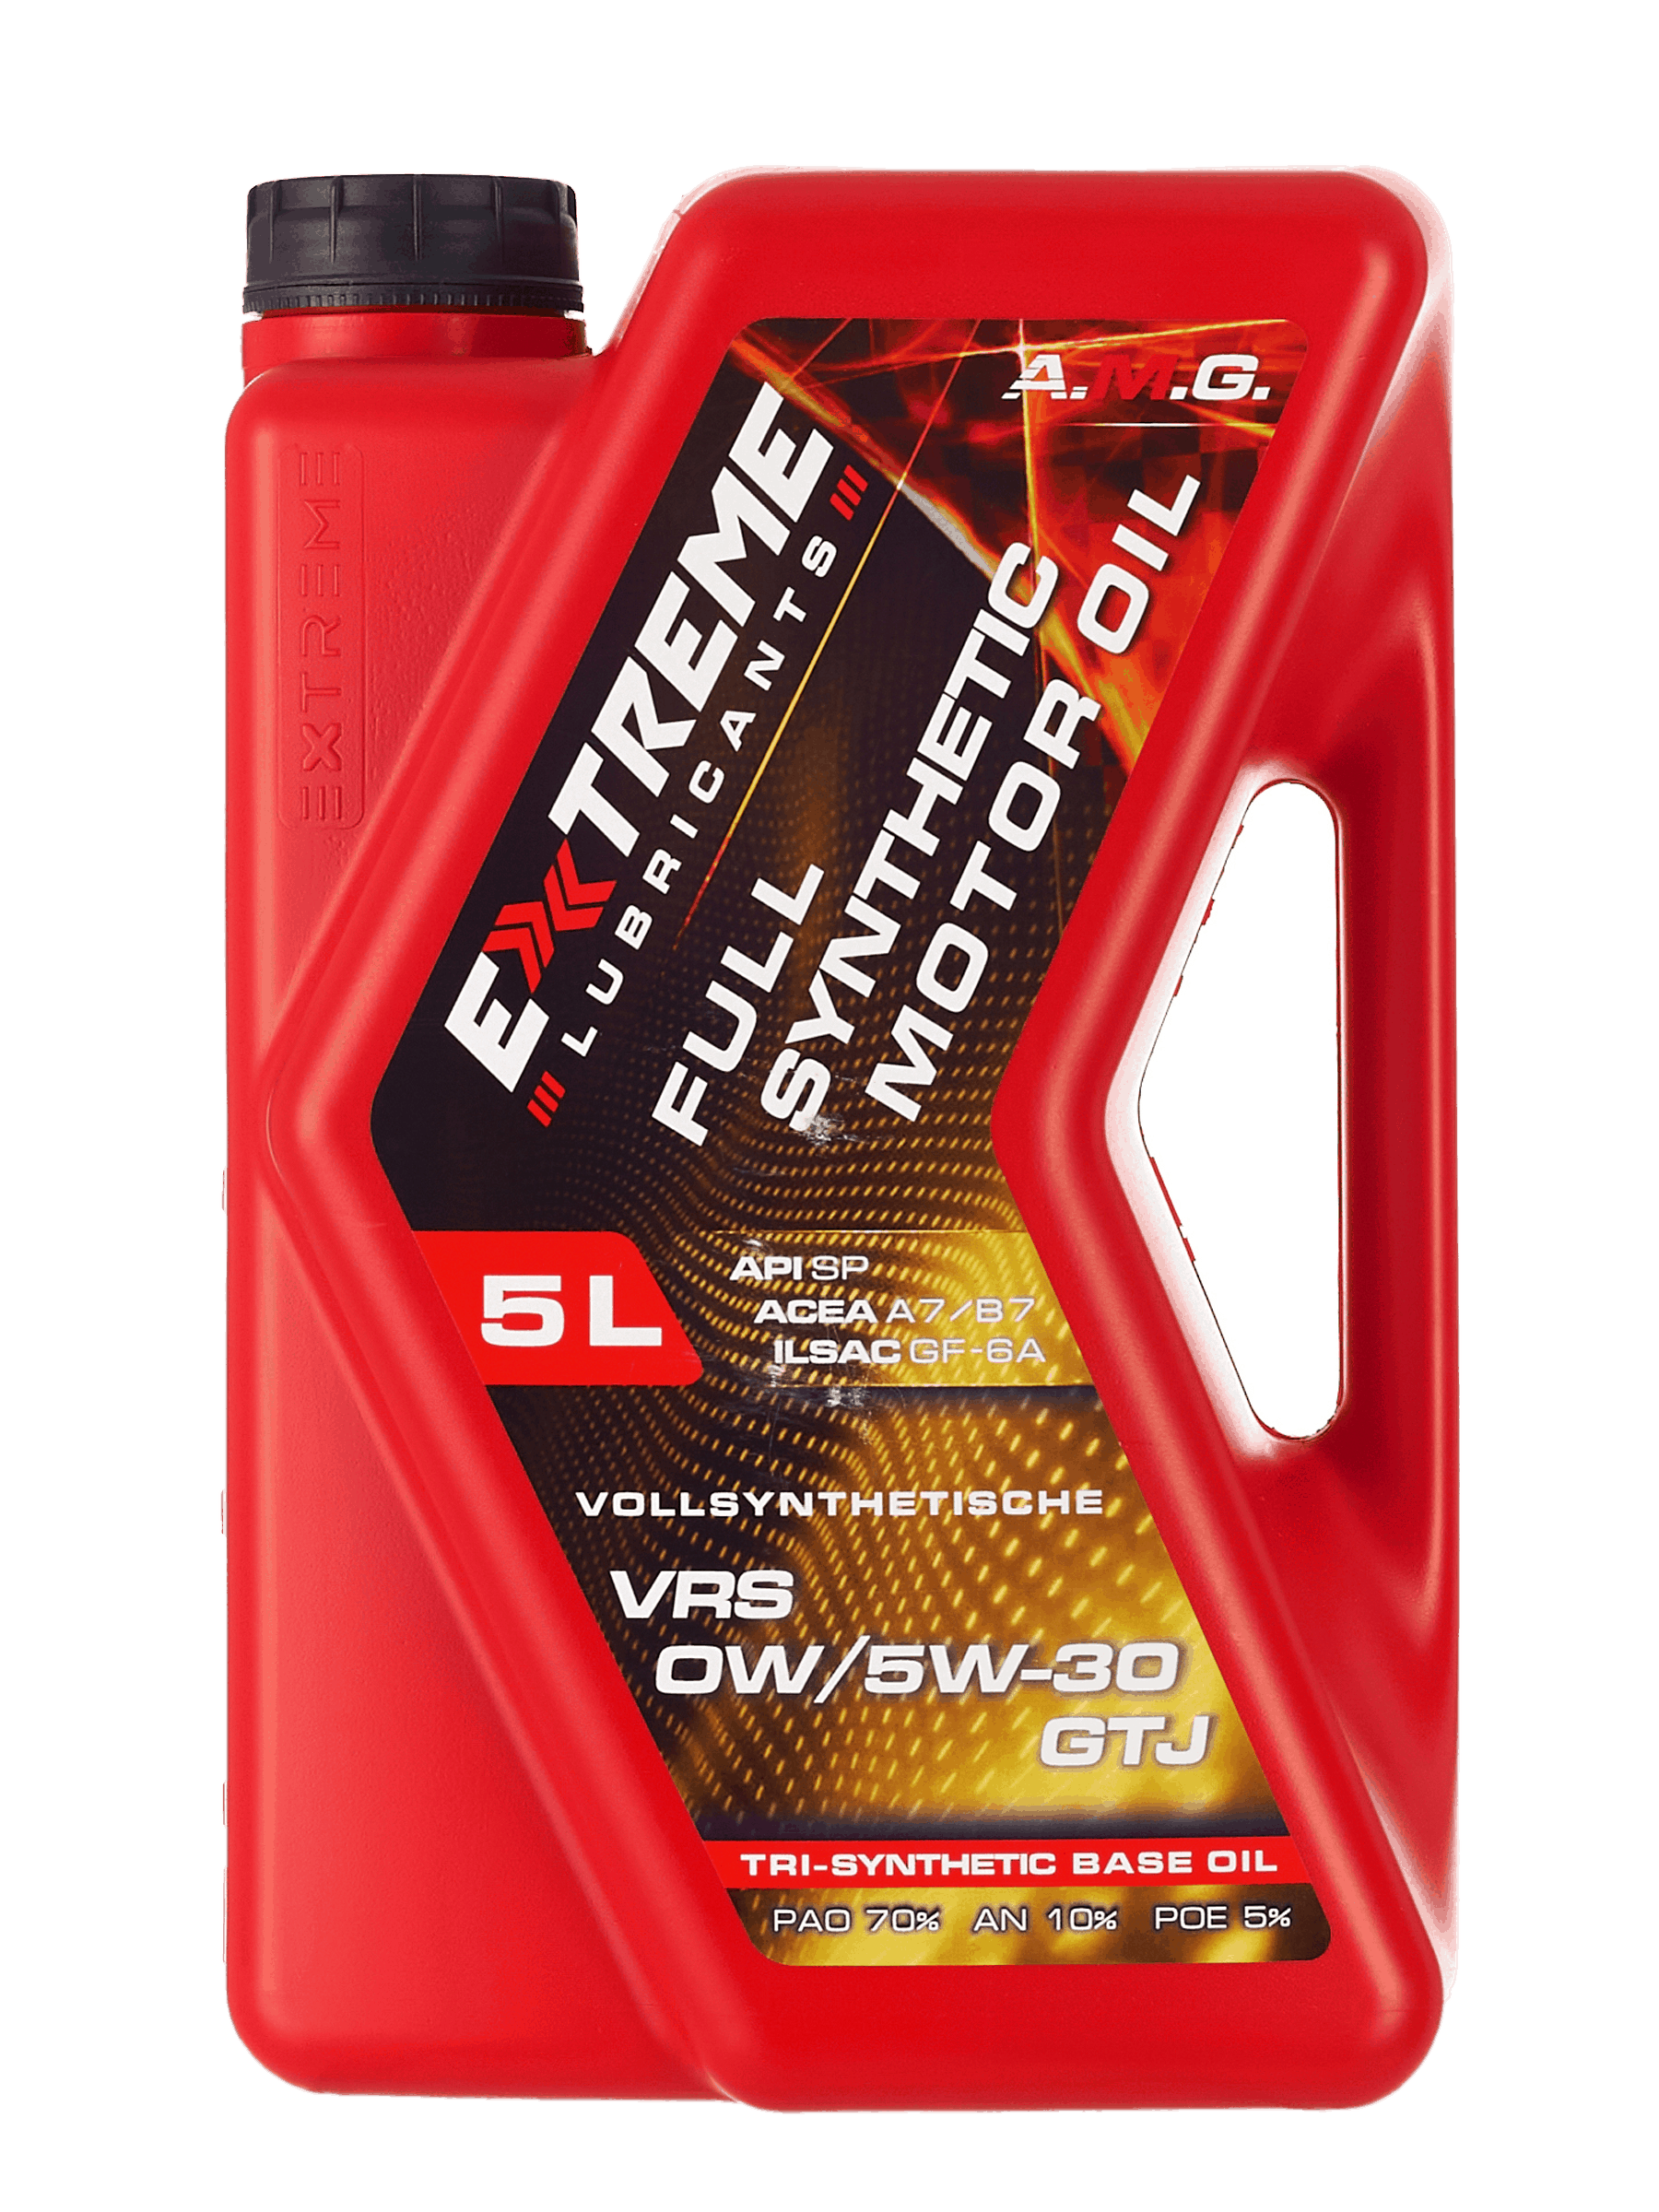 EXTREME
A.M.G.
EXTREME
LUBRICANTS
FULL
SYNTHETIC
MOTOR OIL
5 L
API SP
ACEA A7/B7
ILSAC GF-6A
VOLLSYNTHETISCHE
VRS
0W/5W-30
GTJ
TRI-SYNTHETIC BASE OIL
PAO 70% AN 10% POE 5%